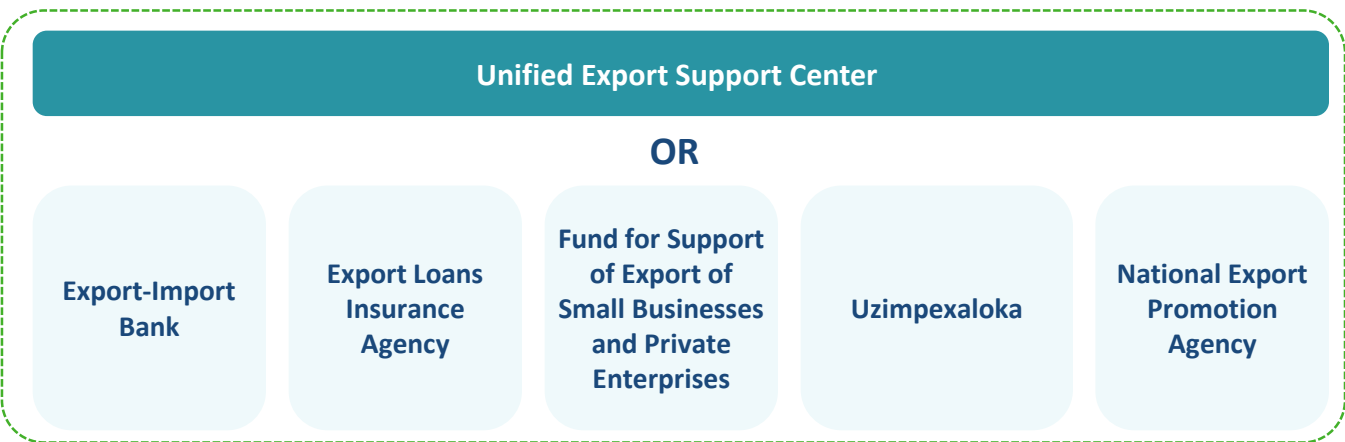 Unified Export Support Center
OR
Export-Import
Bank
Export Loans
Insurance
Agency
Fund for Support
of Export of
Small Businesses
and Private
Enterprises
Uzimpexaloka
National Export
Promotion
Agency